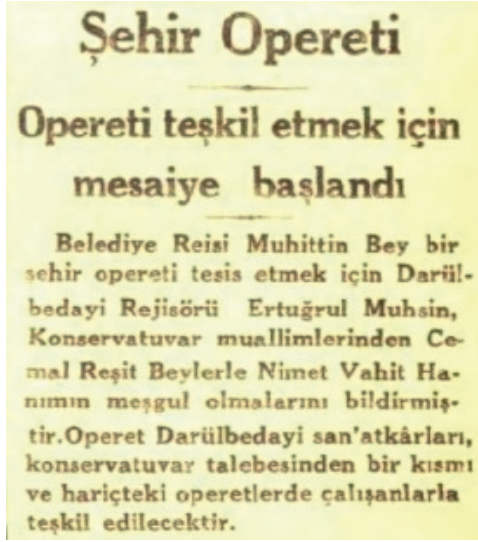 Şehir Opereti
Opereti teşkil etmek için
mesaiye başlandı
Belediye Reisi Muhittin Bey bir
şehir opereti tesis etmek için Darül-
bedayi Rejisörü Ertuğrul Muhsin,
Konservatuvar muallimlerinden Ce-
mal Reşit Beylerle Nimet Vahit Ha-
nımın meşgul olmalarını bildirmiş-
tir.Operet Darülbedayi san'atkârları,
konservatuvar talebesinden bir kısmı
ve hariçteki operetlerde çalışanlarla
teşkil edilecektir.